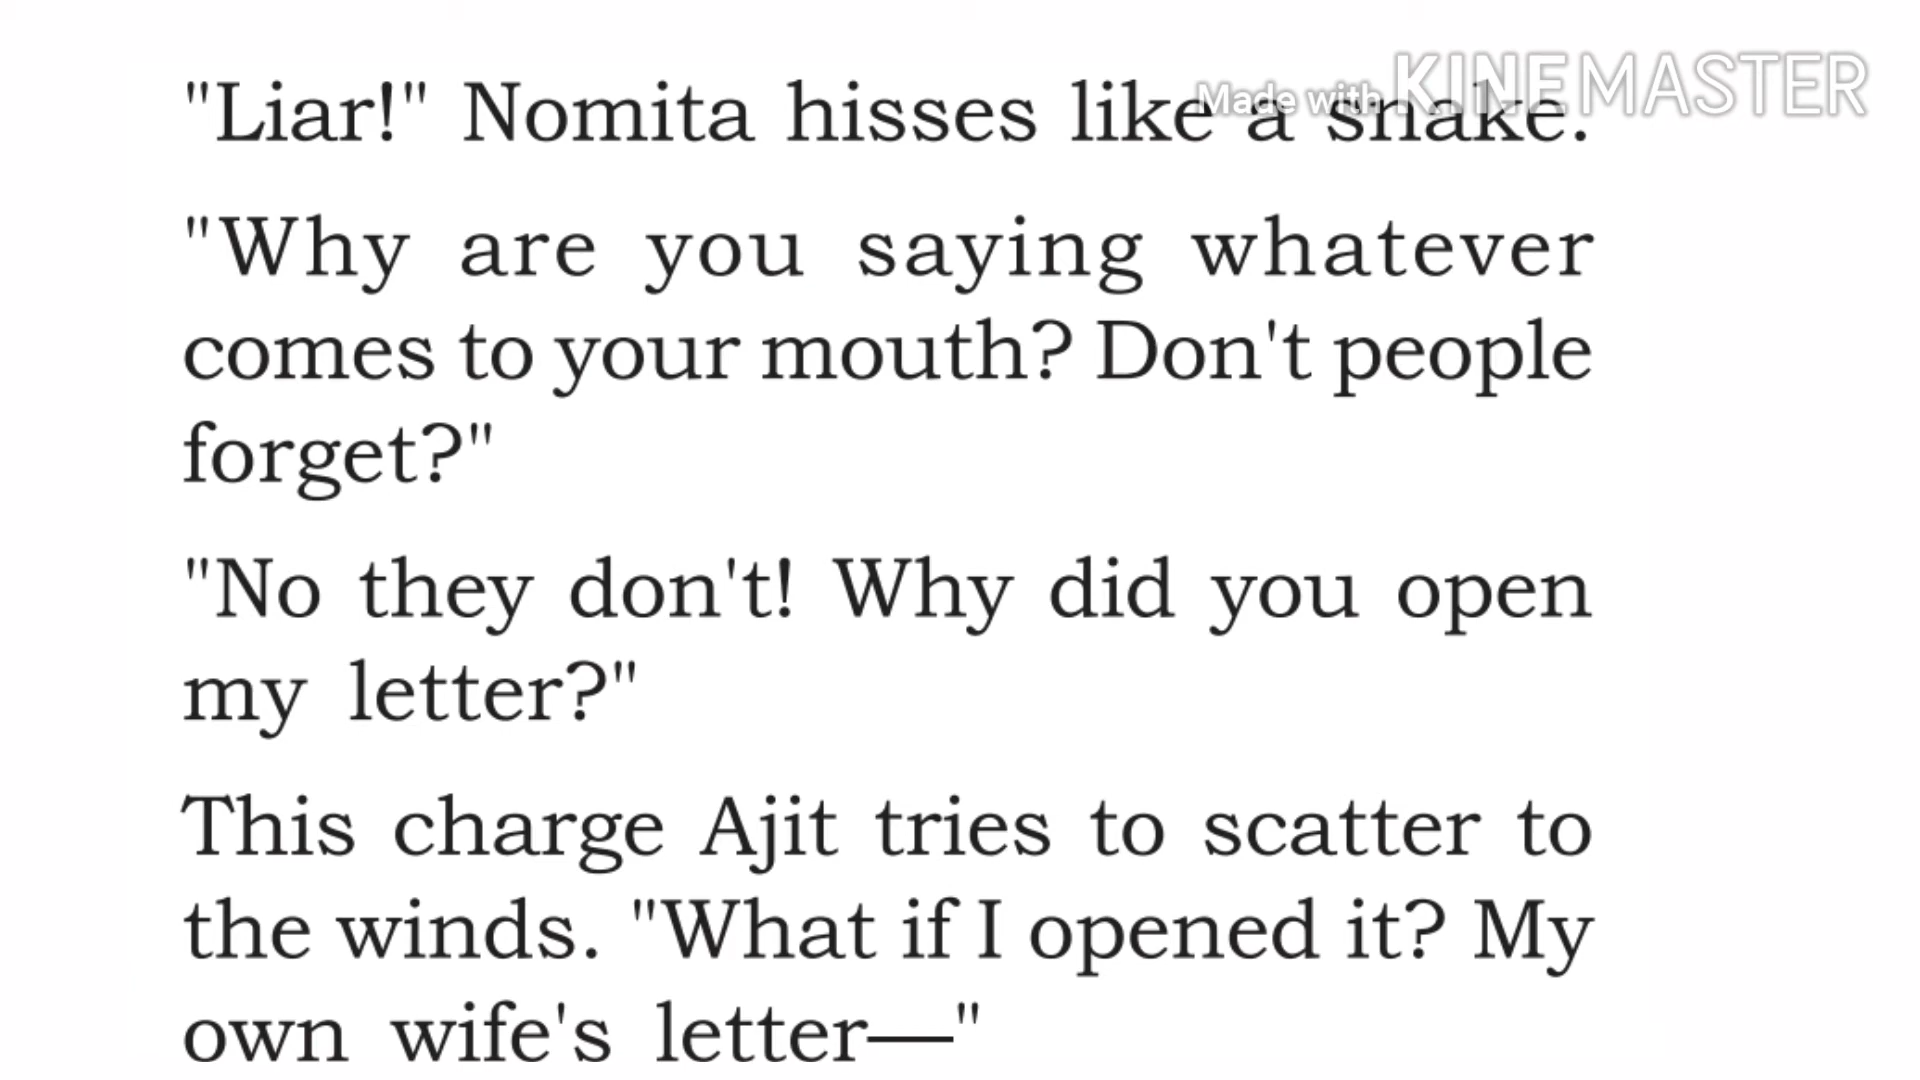 Made with KINEMASTER
"Liar!" Nomita hisses like a snake.
"Why are you saying whatever
comes to your mouth? Don't people
forget?"
"No they don't! Why did you open
my letter?"
This charge Ajit tries to scatter to
the winds. "What if I opened it? My
own wife's letter—"